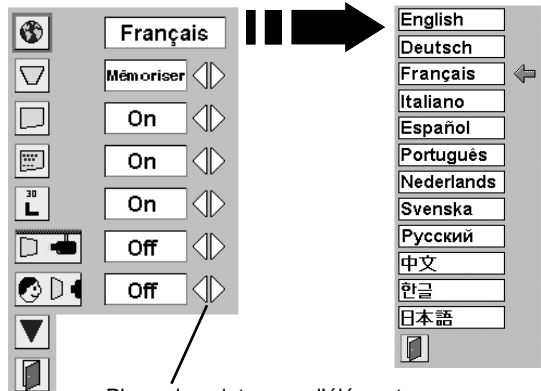 Français
Mémoriser
On
On
30
L
On
Off
Off
English
Deutsch
Français
Italiano
Español
Português
Nederlands
Svenska
Русский
中文
한글
日本語